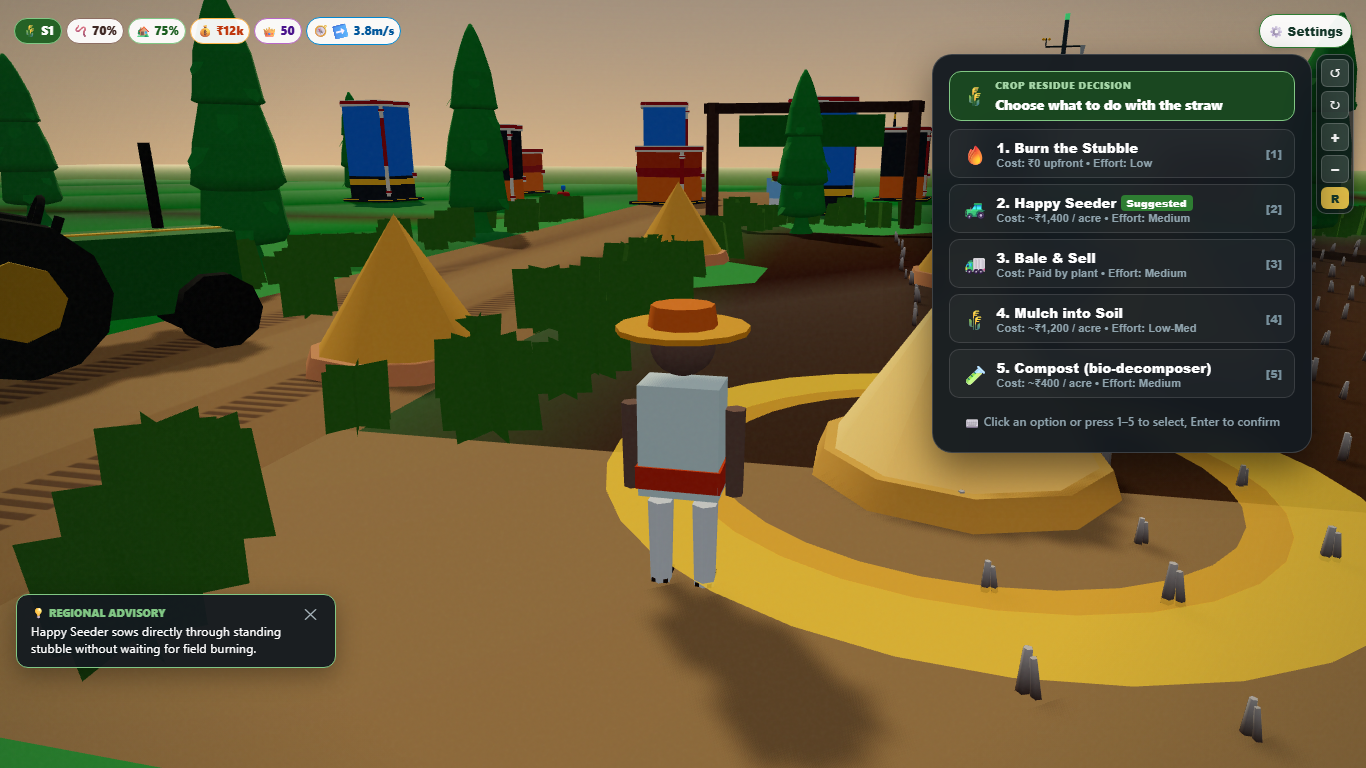 S1
70%
75%
₹12k
50
3.8m/s
Settings
CROP RESIDUE DECISION
Choose what to do with the straw
1. Burn the Stubble
Cost: ₹0 upfront • Effort: Low
[1]
2. Happy Seeder Suggested
Cost: ~₹1,400 / acre • Effort: Medium
[2]
3. Bale & Sell
Cost: Paid by plant • Effort: Medium
[3]
4. Mulch into Soil
Cost: ~₹1,200 / acre • Effort: Low-Med
[4]
5. Compost (bio-decomposer)
Cost: ~₹400 / acre • Effort: Medium
[5]
Click an option or press 1–5 to select, Enter to confirm
↺
↻
+
−
R
REGIONAL ADVISORY
Happy Seeder sows directly through standing
stubble without waiting for field burning.